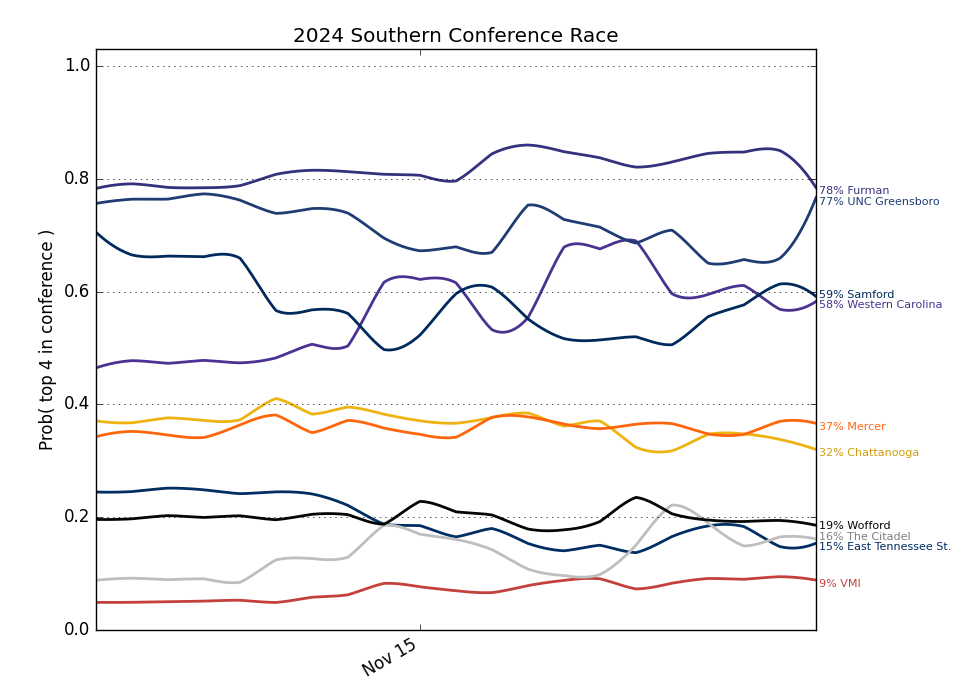 2024 Southern Conference Race
Prob( top 4 in conference )
1.0
0.8
0.6
0.4
0.2
0.0
Nov 15
78% Furman
77% UNC Greensboro
59% Samford
58% Western Carolina
37% Mercer
32% Chattanooga
19% Wofford
16% The Citadel
15% East Tennessee St.
9% VMI